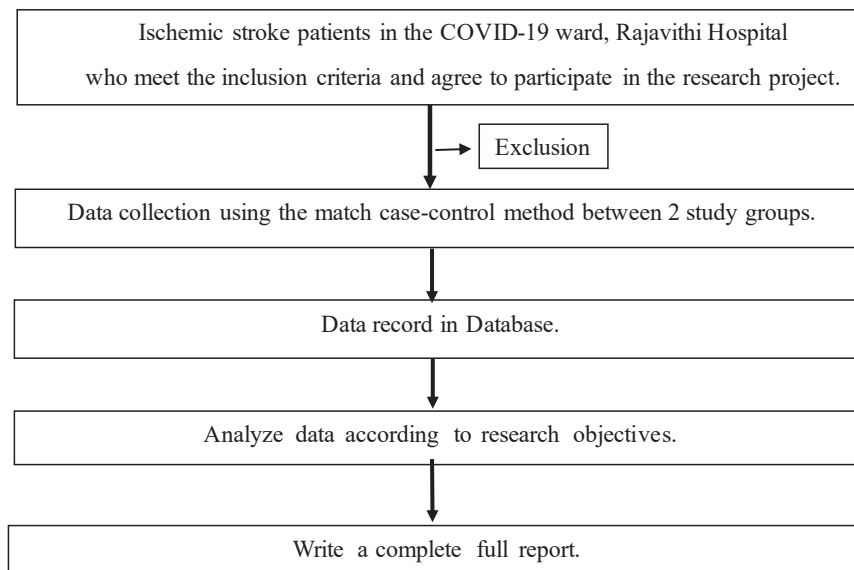 Ischemic stroke patients in the COVID-19 ward, Rajavithi Hospital
who meet the inclusion criteria and agree to participate in the research project.
Exclusion
Data collection using the match case-control method between 2 study groups.
Data record in Database.
Analyze data according to research objectives.
Write a complete full report.